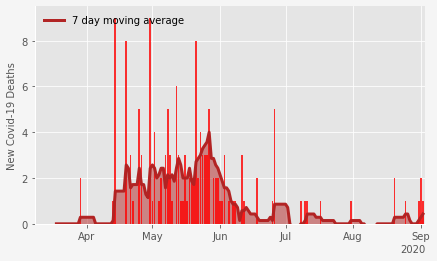 7 day moving average
New Covid-19 Deaths
8
6
4
2
0
Apr
May
Jun
Jul
Aug
Sep
2020